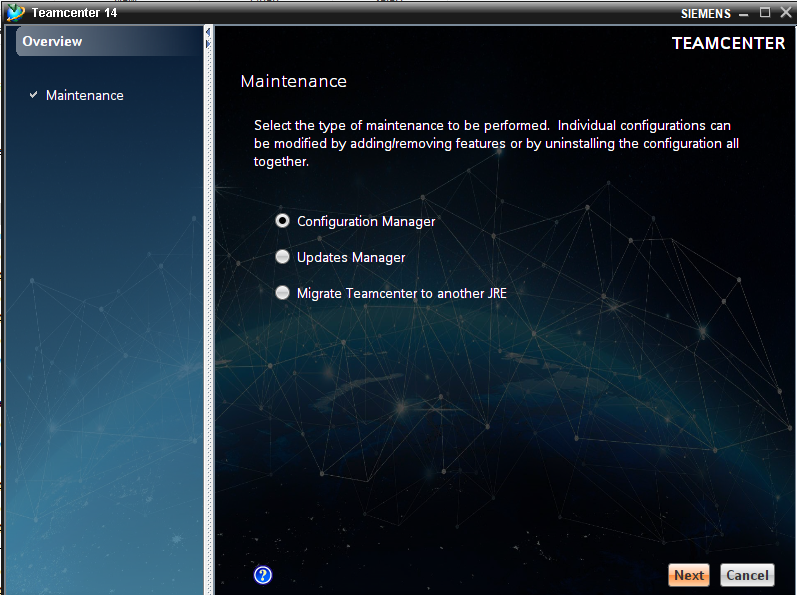 Teamcenter 14
SIEMENS
Overview
TEAMCENTER
Maintenance
Maintenance
Select the type of maintenance to be performed.  Individual configurations can
be modified by adding/removing features or by uninstalling the configuration all
together.
Configuration Manager
Updates Manager
Migrate Teamcenter to another JRE
?
Next
Cancel